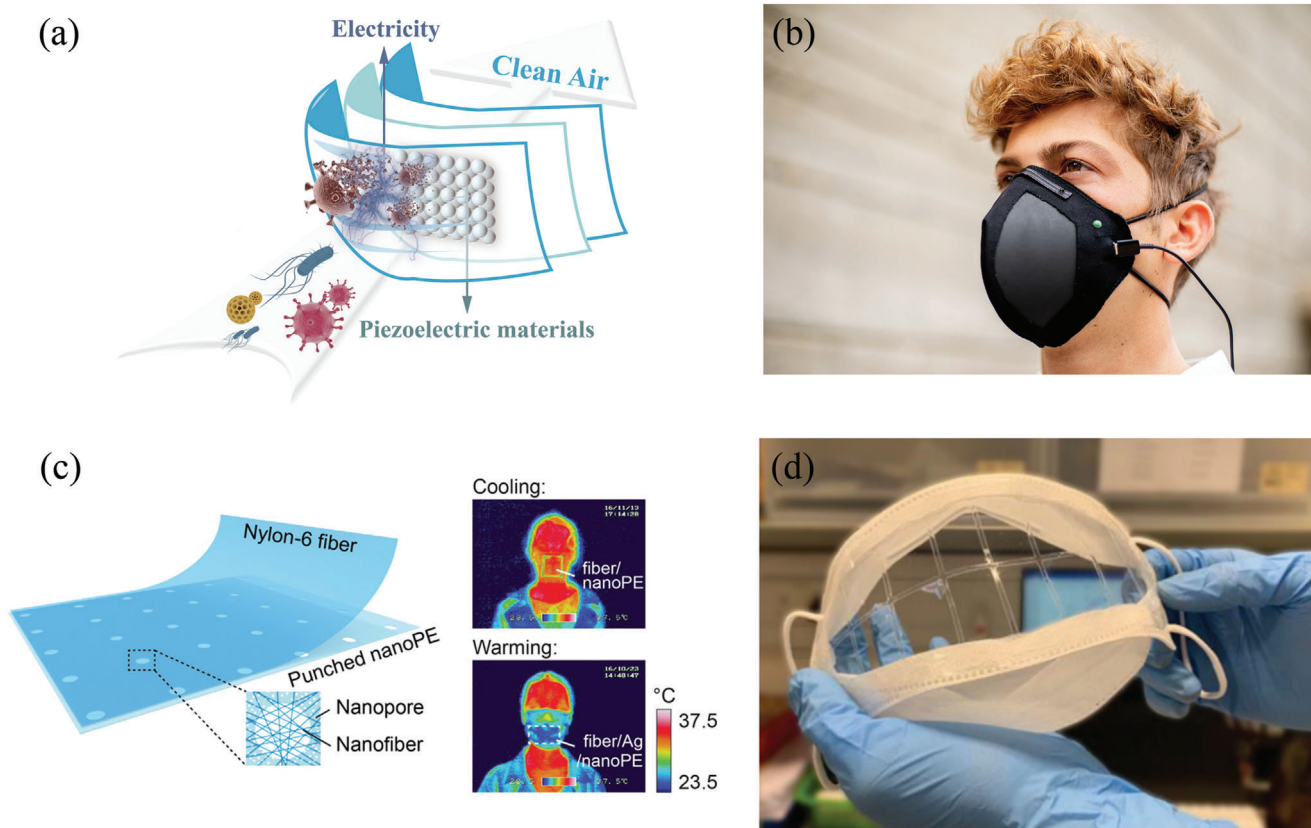 (a)
Electricity
Clean Air
Piezoelectric materials
(b)
(c)
Nylon-6 fiber
Punched nanoPE
Nanopore
Nanofiber
Cooling:
16/11/13
17:14:28
fiber/
nanoPE
Warming:
16/10/23
14:48:47
fiber/Ag
/nanoPE
°C
37.5
23.5
(d)